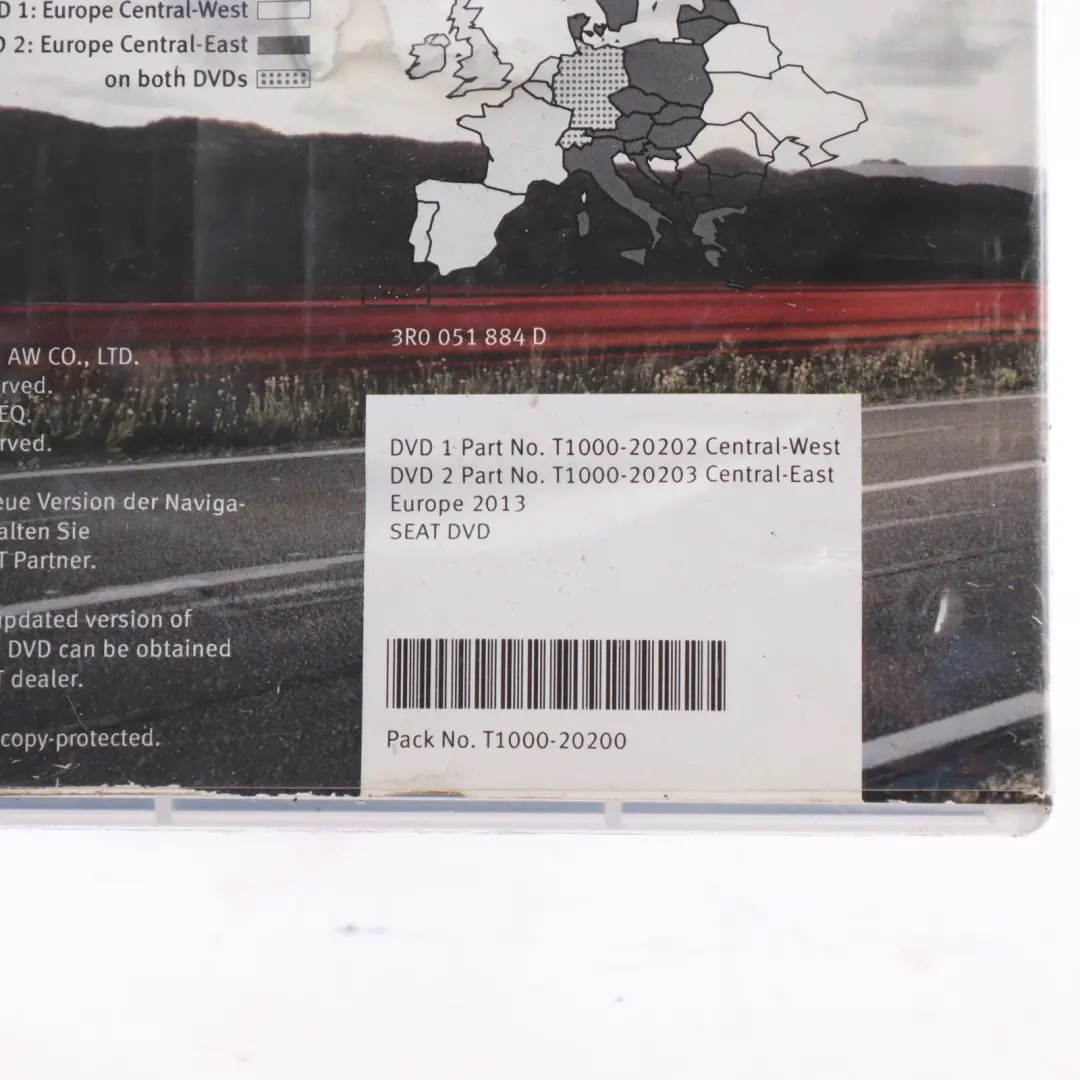 D 1: Europe Central-West
D 2: Europe Central-East
on both DVDs
3R0 051 884 D
AW CO., LTD.
rved.
EQ.
rved.
eue Version der Naviga-
alten Sie
T Partner.
updated version of
DVD can be obtained
T dealer.
copy-protected.
DVD 1 Part No. T1000-20202 Central-West
DVD 2 Part No. T1000-20203 Central-East
Europe 2013
SEAT DVD
Pack No. T1000-20200